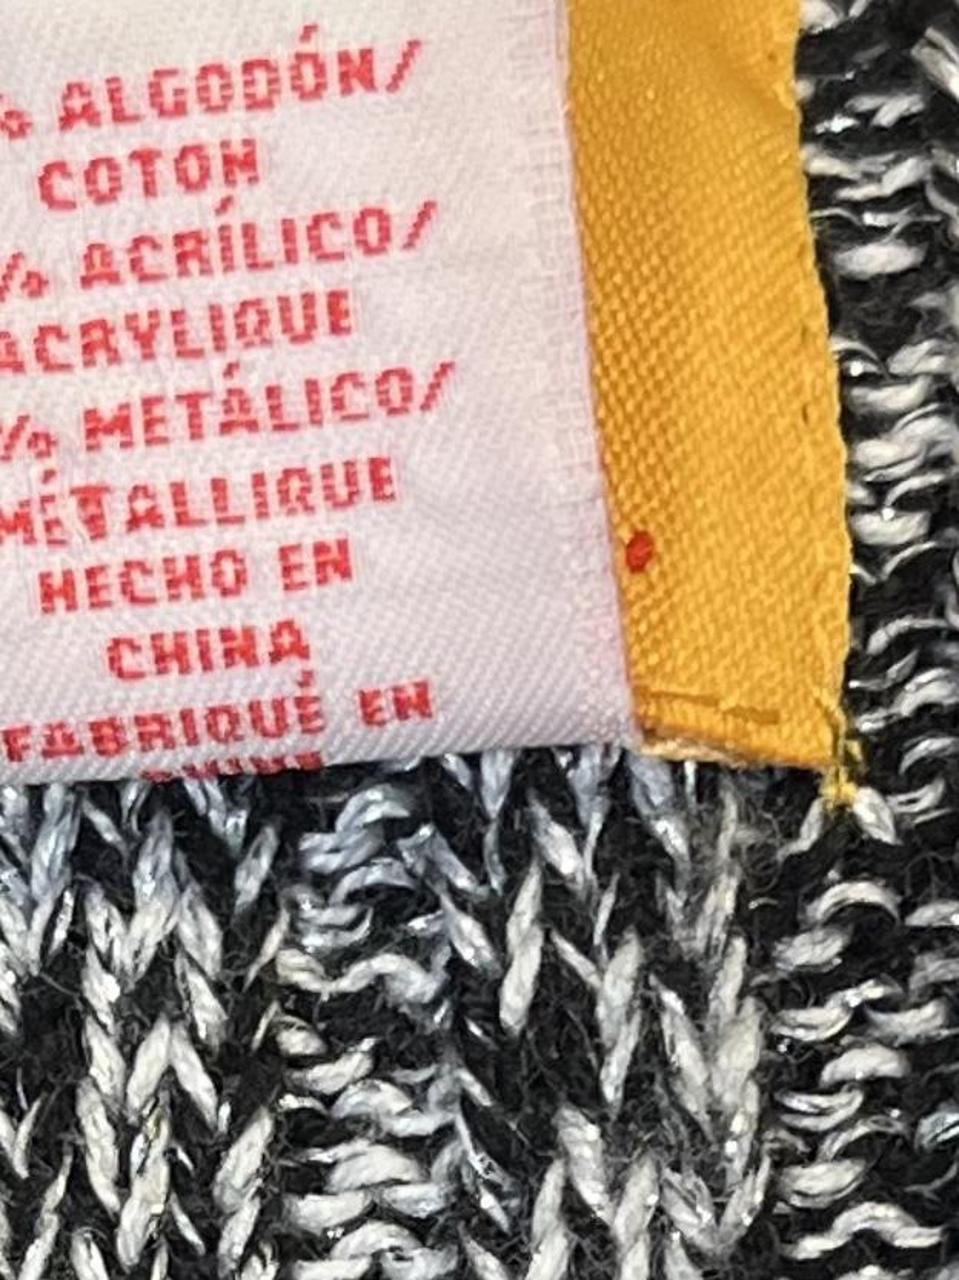 % ALGODÓN/
COTON
% ACRÍLICO/
ACRYLIQUE
% METÁLICO/
MÉTALLIQUE
HECHO EN
CHINA
FABRIQUÉ EN